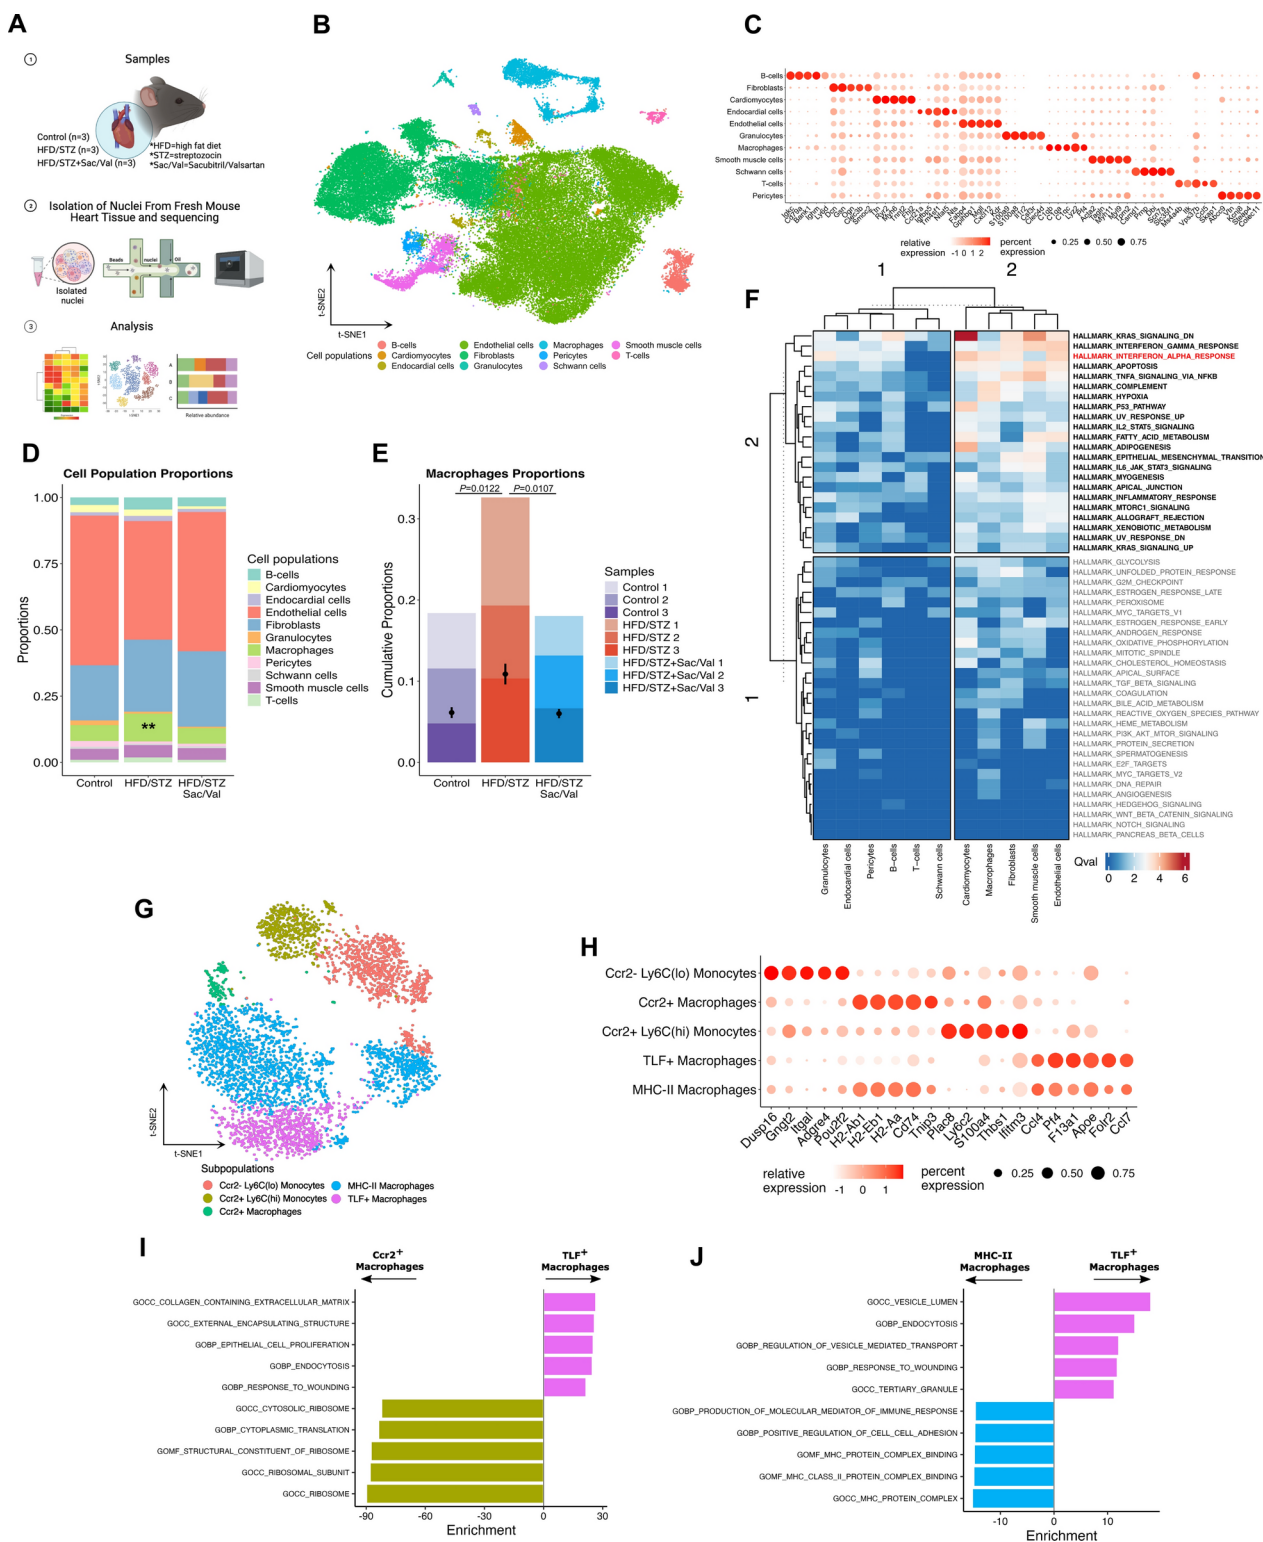 A
1
Samples
Control (n=3)
HFD/STZ (n=3)
HFD/STZ+Sac/Val (n=3)
*HFD=high fat diet
*STZ=streptozocin
*Sac/Val=Sacubitril/Valsartan
2
Isolation of Nuclei From Fresh Mouse
Heart Tissue and sequencing
Beads
nuclei
Oil
Isolated
nuclei
3
Analysis
A
B
C
Relative abundance
B
t-SNE2
t-SNE1
Cell populations
B-cells
Cardiomyocytes
Endocardial cells
Endothelial cells
Fibroblasts
Granulocytes
Macrophages
Pericytes
Schwann cells
Smooth muscle cells
T-cells
C
B-cells
Fibroblasts
Cardiomyocytes
Endocardial cells
Endothelial cells
Granulocytes
Macrophages
Smooth muscle cells
Schwann cells
T-cells
Pericytes
relative
expression
-1 0 1 2
percent
expression
0.25 0.50 0.75
D
Cell Population Proportions
Proportions
1.00
0.75
0.50
0.25
0.00
**
Control
HFD/STZ
HFD/STZ
Sac/Val
Cell populations
B-cells
Cardiomyocytes
Endocardial cells
Endothelial cells
Fibroblasts
Granulocytes
Macrophages
Pericytes
Schwann cells
Smooth muscle cells
T-cells
E
Macrophages Proportions
P=0.0122
P=0.0107
Cumulative Proportions
0.3
0.2
0.1
0.0
Control
HFD/STZ
HFD/STZ
Sac/Val
Samples
Control 1
Control 2
Control 3
HFD/STZ 1
HFD/STZ 2
HFD/STZ 3
HFD/STZ+Sac/Val 1
HFD/STZ+Sac/Val 2
HFD/STZ+Sac/Val 3
F
1
2
2
1
HALLMARK_KRAS_SIGNALING_DN
HALLMARK_INTERFERON_GAMMA_RESPONSE
HALLMARK_INTERFERON_ALPHA_RESPONSE
HALLMARK_APOPTOSIS
HALLMARK_TNFA_SIGNALING_VIA_NFKB
HALLMARK_COMPLEMENT
HALLMARK_HYPOXIA
HALLMARK_P53_PATHWAY
HALLMARK_UV_RESPONSE_UP
HALLMARK_IL2_STAT5_SIGNALING
HALLMARK_FATTY_ACID_METABOLISM
HALLMARK_ADIPOGENESIS
HALLMARK_EPITHELIAL_MESENCHYMAL_TRANSITION
HALLMARK_IL6_JAK_STAT3_SIGNALING
HALLMARK_MYOGENESIS
HALLMARK_APICAL_JUNCTION
HALLMARK_INFLAMMATORY_RESPONSE
HALLMARK_MTORC1_SIGNALING
HALLMARK_ALLOGRAFT_REJECTION
HALLMARK_XENOBIOTIC_METABOLISM
HALLMARK_UV_RESPONSE_DN
HALLMARK_KRAS_SIGNALING_UP
HALLMARK_GLYCOLYSIS
HALLMARK_UNFOLDED_PROTEIN_RESPONSE
HALLMARK_G2M_CHECKPOINT
HALLMARK_ESTROGEN_RESPONSE_LATE
HALLMARK_PEROXISOME
HALLMARK_MYC_TARGETS_V1
HALLMARK_ESTROGEN_RESPONSE_EARLY
HALLMARK_ANDROGEN_RESPONSE
HALLMARK_OXIDATIVE_PHOSPHORYLATION
HALLMARK_MITOTIC_SPINDLE
HALLMARK_CHOLESTEROL_HOMEOSTASIS
HALLMARK_APICAL_SURFACE
HALLMARK_TGF_BETA_SIGNALING
HALLMARK_COAGULATION
HALLMARK_BILE_ACID_METABOLISM
HALLMARK_REACTIVE_OXYGEN_SPECIES_PATHWAY
HALLMARK_HEME_METABOLISM
HALLMARK_PI3K_AKT_MTOR_SIGNALING
HALLMARK_PROTEIN_SECRETION
HALLMARK_SPERMATOGENESIS
HALLMARK_E2F_TARGETS
HALLMARK_MYC_TARGETS_V2
HALLMARK_DNA_REPAIR
HALLMARK_ANGIOGENESIS
HALLMARK_HEDGEHOG_SIGNALING
HALLMARK_WNT_BETA_CATENIN_SIGNALING
HALLMARK_NOTCH_SIGNALING
HALLMARK_PANCREAS_BETA_CELLS
Granulocytes
Endocardial cells
Pericytes
B-cells
T-cells
Schwann cells
Cardiomyocytes
Macrophages
Fibroblasts
Smooth muscle cells
Endothelial cells
Qval
0 2 4 6
G
t-SNE2
t-SNE1
Subpopulations
Ccr2- Ly6C(lo) Monocytes
Ccr2+ Ly6C(hi) Monocytes
Ccr2+ Macrophages
MHC-II Macrophages
TLF+ Macrophages
H
Ccr2- Ly6C(lo) Monocytes
Ccr2+ Macrophages
Ccr2+ Ly6C(hi) Monocytes
TLF+ Macrophages
MHC-II Macrophages
Dusp16
Gngt2
Itgal
Adgre4
Pou2f2
H2-Ab1
H2-Eb1
H2-Aa
Cd74
Tnip3
Plac8
Ly6c2
S100a4
Thbs1
Ifitm3
Ccl4
Pf4
F13a1
Apoe
Folr2
Ccl7
relative
expression
-1 0 1
percent
expression
0.25 0.50 0.75
I
Ccr2+
Macrophages
TLF+
Macrophages
GOCC_COLLAGEN_CONTAINING_EXTRACELLULAR_MATRIX
GOCC_EXTERNAL_ENCAPSULATING_STRUCTURE
GOBP_EPITHELIAL_CELL_PROLIFERATION
GOBP_ENDOCYTOSIS
GOBP_RESPONSE_TO_WOUNDING
GOCC_CYTOSOLIC_RIBOSOME
GOBP_CYTOPLASMIC_TRANSLATION
GOMF_STRUCTURAL_CONSTITUENT_OF_RIBOSOME
GOCC_RIBOSOMAL_SUBUNIT
GOCC_RIBOSOME
-90 -60 -30 0 30
Enrichment
J
MHC-II
Macrophages
TLF+
Macrophages
GOCC_VESICLE_LUMEN
GOBP_ENDOCYTOSIS
GOBP_REGULATION_OF_VESICLE_MEDIATED_TRANSPORT
GOBP_RESPONSE_TO_WOUNDING
GOCC_TERTIARY_GRANULE
GOBP_PRODUCTION_OF_MOLECULAR_MEDIATOR_OF_IMMUNE_RESPONSE
GOBP_POSITIVE_REGULATION_OF_CELL_CELL_ADHESION
GOMF_MHC_PROTEIN_COMPLEX_BINDING
GOMF_MHC_CLASS_II_PROTEIN_COMPLEX_BINDING
GOCC_MHC_PROTEIN_COMPLEX
-10 0 10
Enrichment